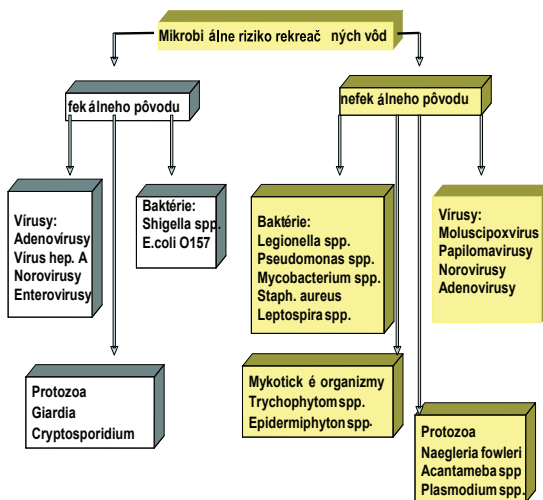 Mikrobi álne riziko rekreač ných vôd
fek álneho pôvodu
nefek álneho pôvodu
Vírusy:
Adenovírusy
Vírus hep. A
Norovirusy
Enterovirusy
Baktérie:
Shigella spp.
E.coli O157
Baktérie:
Legionella spp.
Pseudomonas spp.
Mycobacterium spp.
Staph. aureus
Leptospira spp.
Vírusy:
Moluscipoxvirus
Papilomavirusy
Norovirusy
Adenovirusy
Protozoa
Giardia
Cryptosporidium
Mykotick é organizmy
Trychophytom spp.
Epidermiphyton spp.
Protozoa
Naegleria fowleri
Acantameba spp
Plasmodium spp.